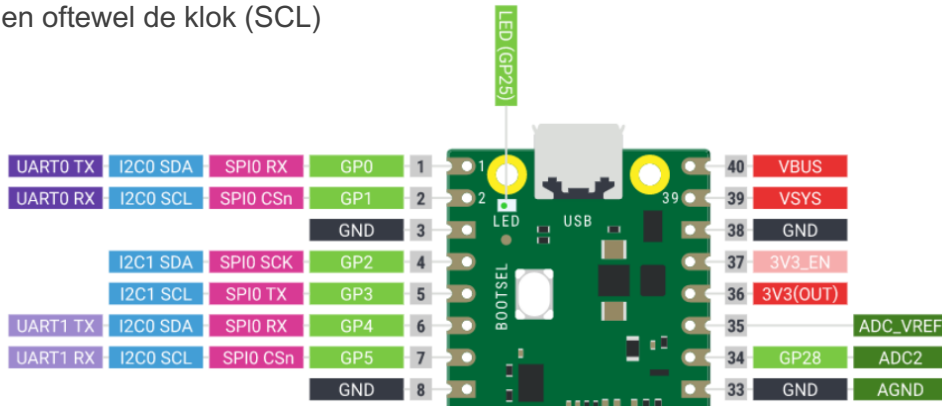 en oftewel de klok (SCL)
LED (GP25)
UART0 TX I2C0 SDA SPI0 RX GP0 1 1 40 VBUS
UART0 RX I2C0 SCL SPI0 CSn GP1 2 2 39 39 VSYS
LED USB
GND 3 38 GND
I2C1 SDA SPI0 SCK GP2 4 37 3V3_EN
I2C1 SCL SPI0 TX GP3 5 BOOTSEL 36 3V3(OUT)
UART1 TX I2C0 SDA SPI0 RX GP4 6 35 ADC_VREF
UART1 RX I2C0 SCL SPI0 CSn GP5 7 34 GP28 ADC2
GND 8 33 GND AGND